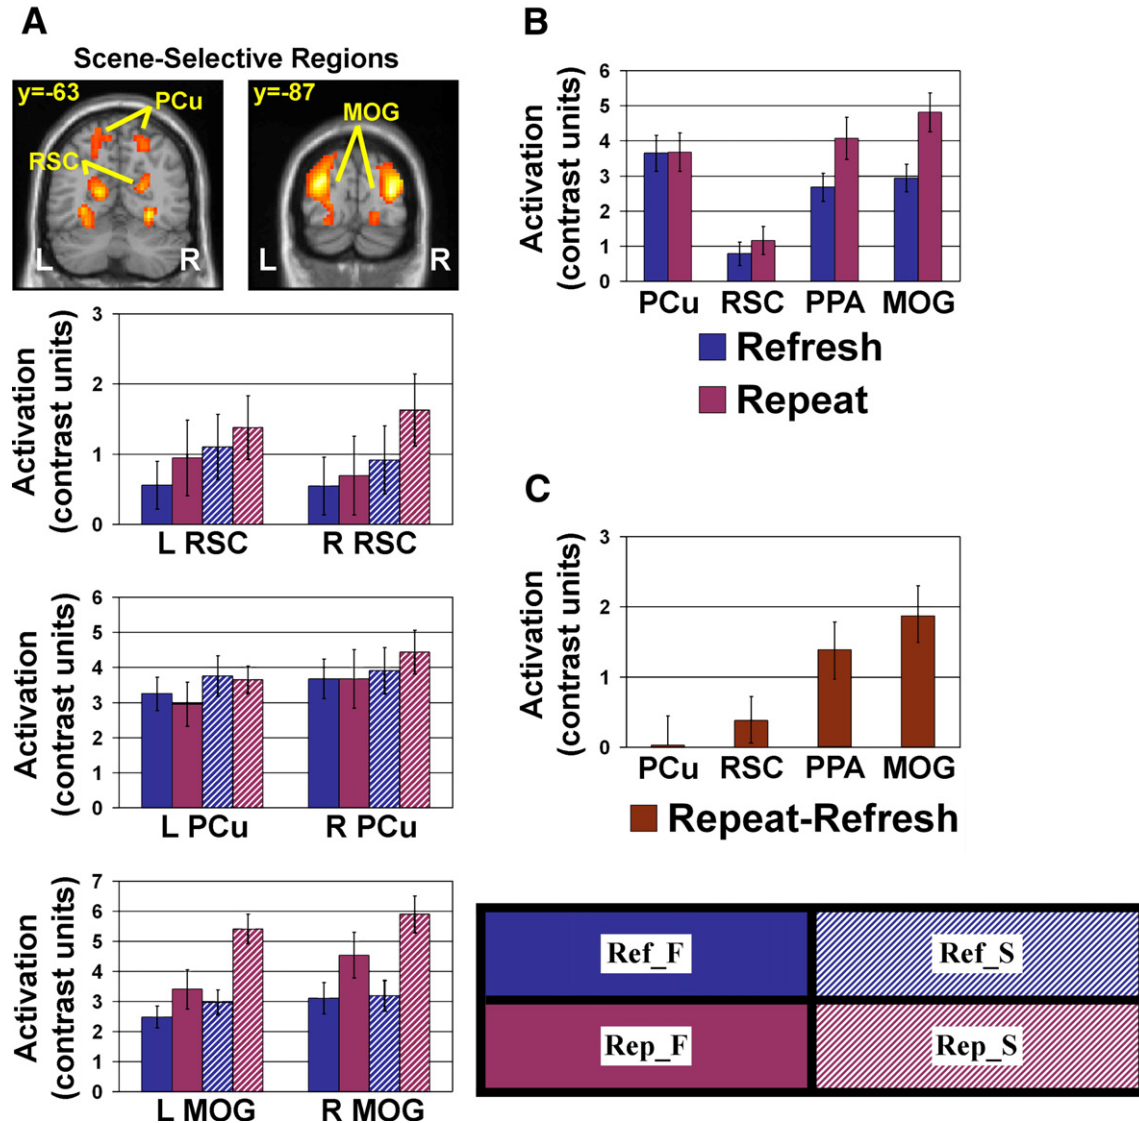 A
Scene-Selective Regions
y=-63
PCu
RSC
L
R
y=-87
MOG
L
R
Activation
(contrast units)
3
2
1
0
L RSC
R RSC
Activation
(contrast units)
6
5
4
3
2
1
0
L PCu
R PCu
Activation
(contrast units)
7
6
5
4
3
2
1
0
L MOG
R MOG
B
Activation
(contrast units)
6
5
4
3
2
1
0
PCu
RSC
PPA
MOG
Refresh
Repeat
C
Activation
(contrast units)
3
2
1
0
PCu
RSC
PPA
MOG
Repeat-Refresh
Ref_F
Ref_S
Rep_F
Rep_S